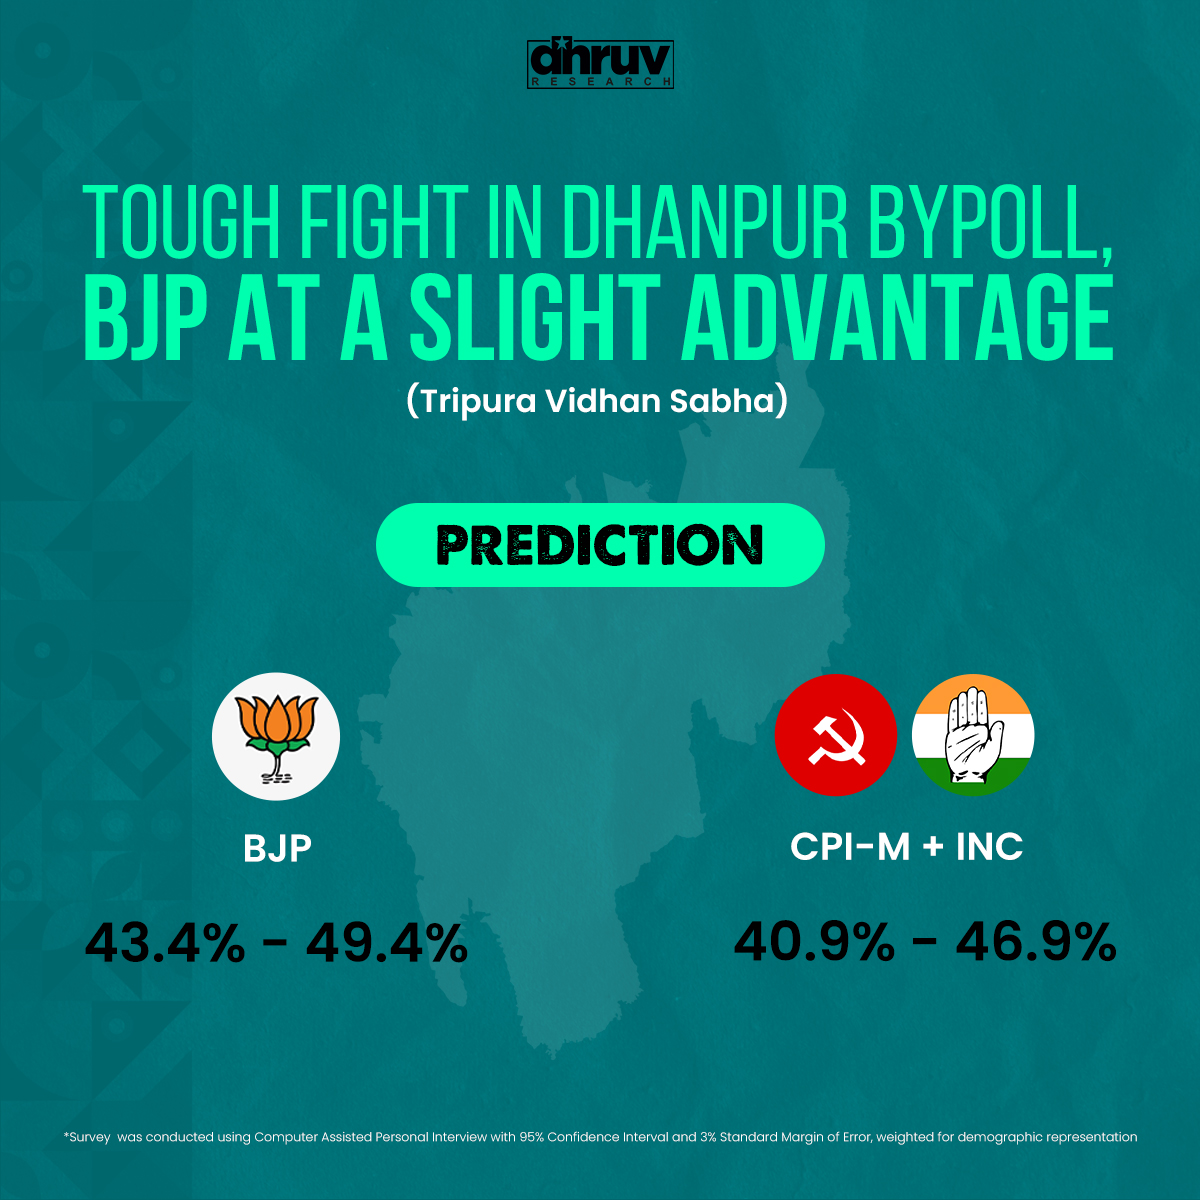 dhruv
RESEARCH
TOUGH FIGHT IN DHANPUR BYPOLL,
BJP AT A SLIGHT ADVANTAGE
(Tripura Vidhan Sabha)
PREDICTION
BJP
CPI-M + INC
43.4% - 49.4%
40.9% - 46.9%
*Survey was conducted using Computer Assisted Personal Interview with 95% Confidence Interval and 3% Standard Margin of Error, weighted for demographic representation